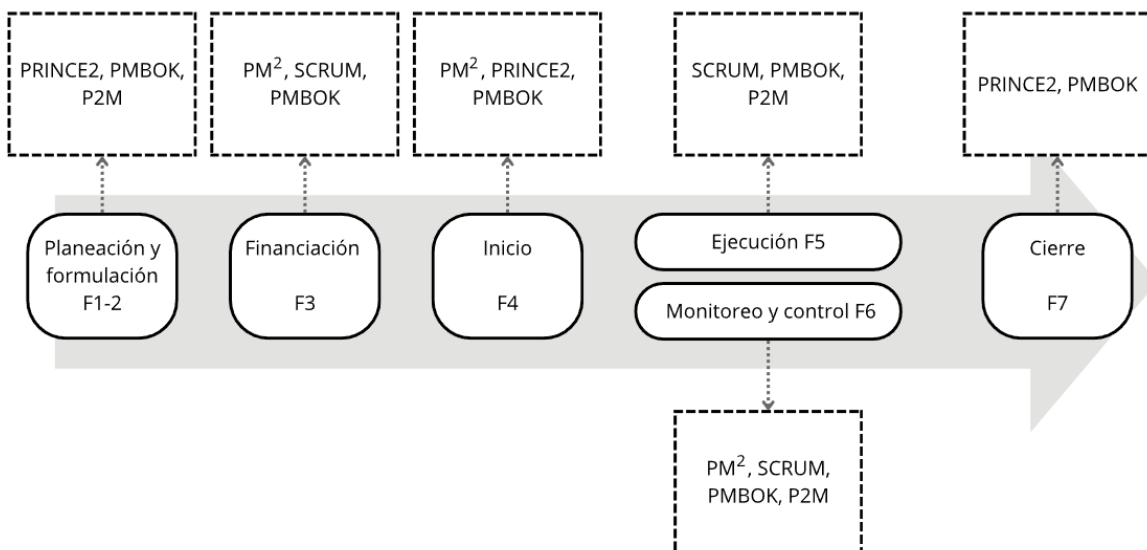 PRINCE2, PMBOK,
P2M
PM², SCRUM,
PMBOK
PM², PRINCE2,
PMBOK
SCRUM, PMBOK,
P2M
PRINCE2, PMBOK
Planeación y
formulación
F1-2
Financiación
F3
Inicio
F4
Ejecución F5
Monitoreo y control F6
Cierre
F7
PM², SCRUM,
PMBOK, P2M